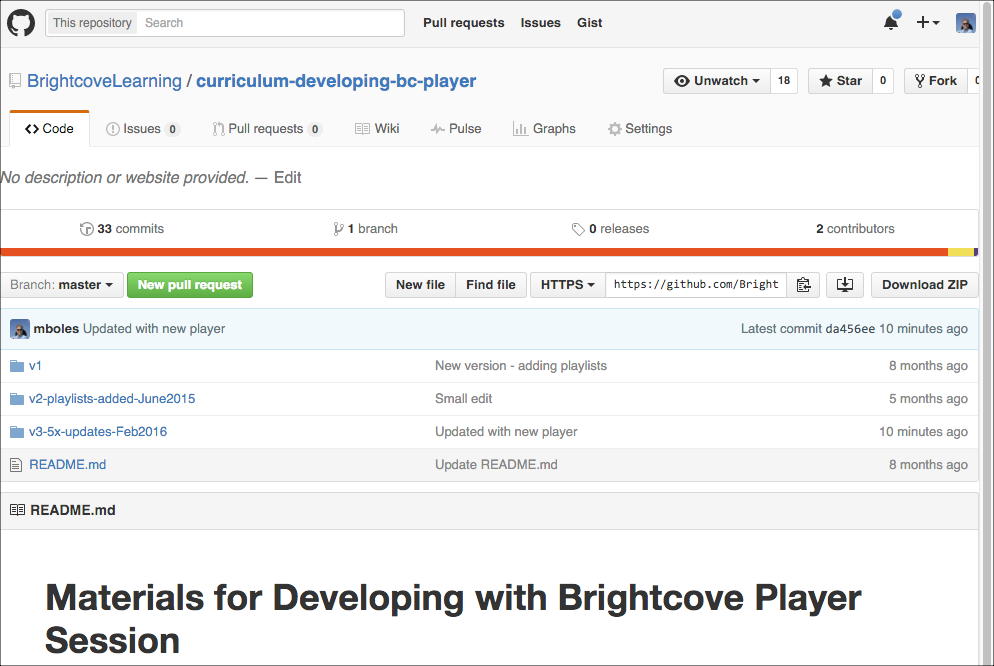 This repository Search Pull requests Issues Gist
BrightcoveLearning / curriculum-developing-bc-player Unwatch 18 Star 0 Fork
Code Issues 0 Pull requests 0 Wiki Pulse Graphs Settings
No description or website provided. — Edit
33 commits 1 branch 0 releases 2 contributors
Branch: master New pull request New file Find file HTTPS https://github.com/Bright Download ZIP
mboles Updated with new player Latest commit da456ee 10 minutes ago
v1 New version - adding playlists 8 months ago
v2-playlists-added-June2015 Small edit 5 months ago
v3-5x-updates-Feb2016 Updated with new player 10 minutes ago
README.md Update README.md 8 months ago
README.md
Materials for Developing with Brightcove Player
Session